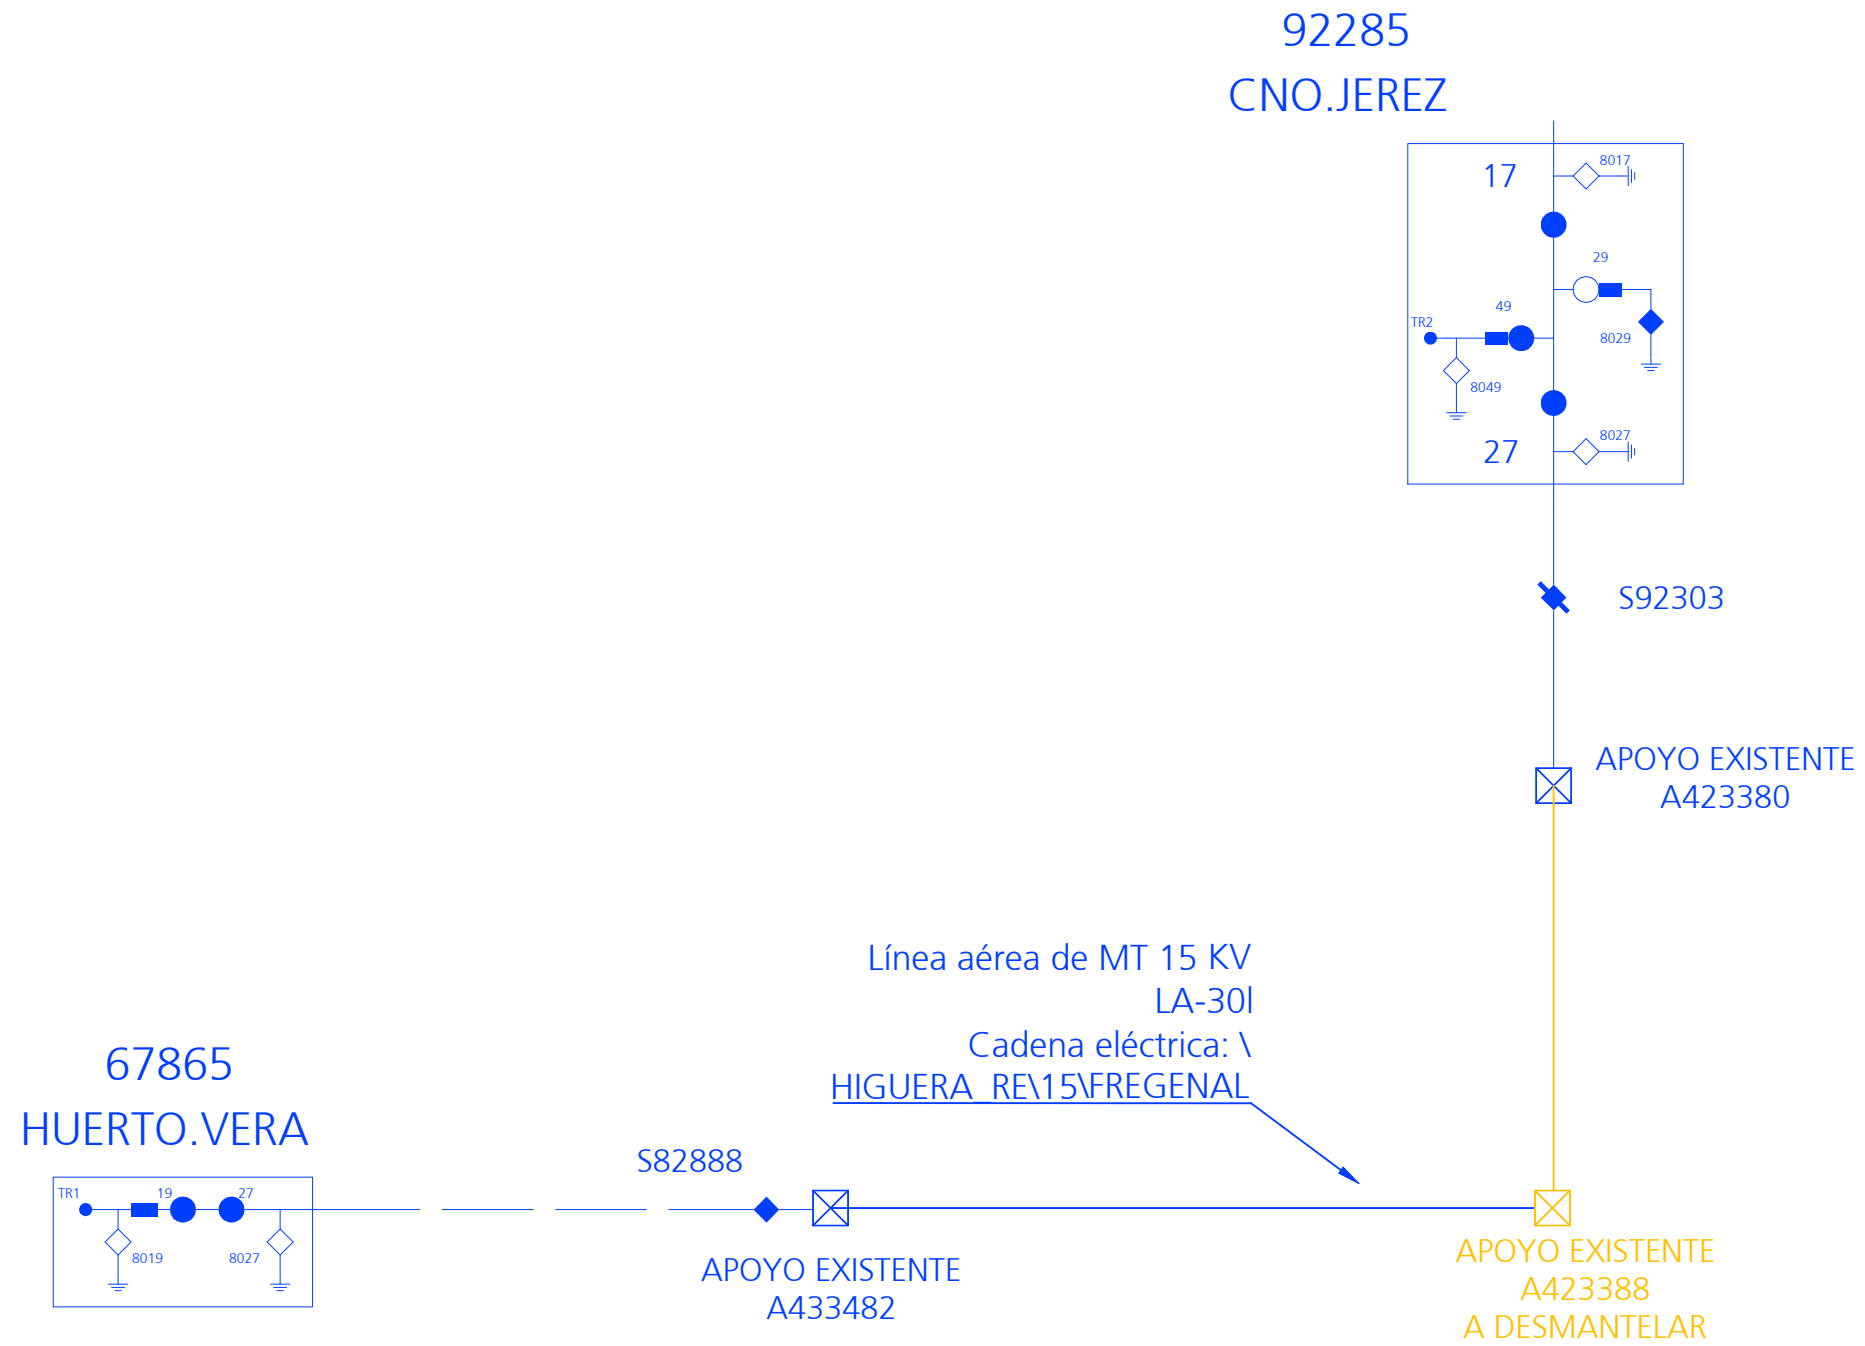 92285
CNO.JEREZ
17
8017
29
49
TR2
8029
8049
27
8027
S92303
APOYO EXISTENTE
A423380
Línea aérea de MT 15 KV
LA-30l
Cadena eléctrica: \
HIGUERA_RE\15\FREGENAL
67865
HUERTO.VERA
TR1
19
27
8019
8027
S82888
APOYO EXISTENTE
A433482
APOYO EXISTENTE
A423388
A DESMANTELAR